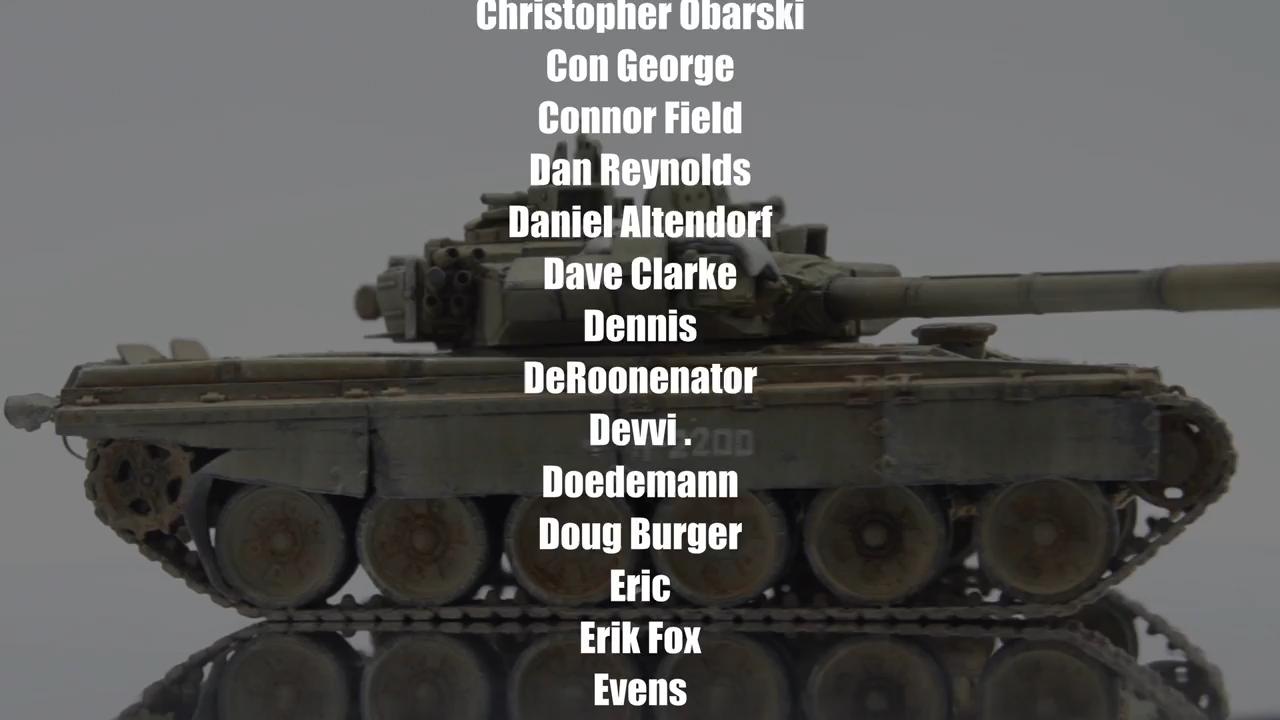 Christopher Obarski
Con George
Connor Field
Dan Reynolds
Daniel Altendorf
Dave Clarke
Dennis
DeRoonenator
Devvi .
Doedemann
Doug Burger
Eric
Erik Fox
Evens